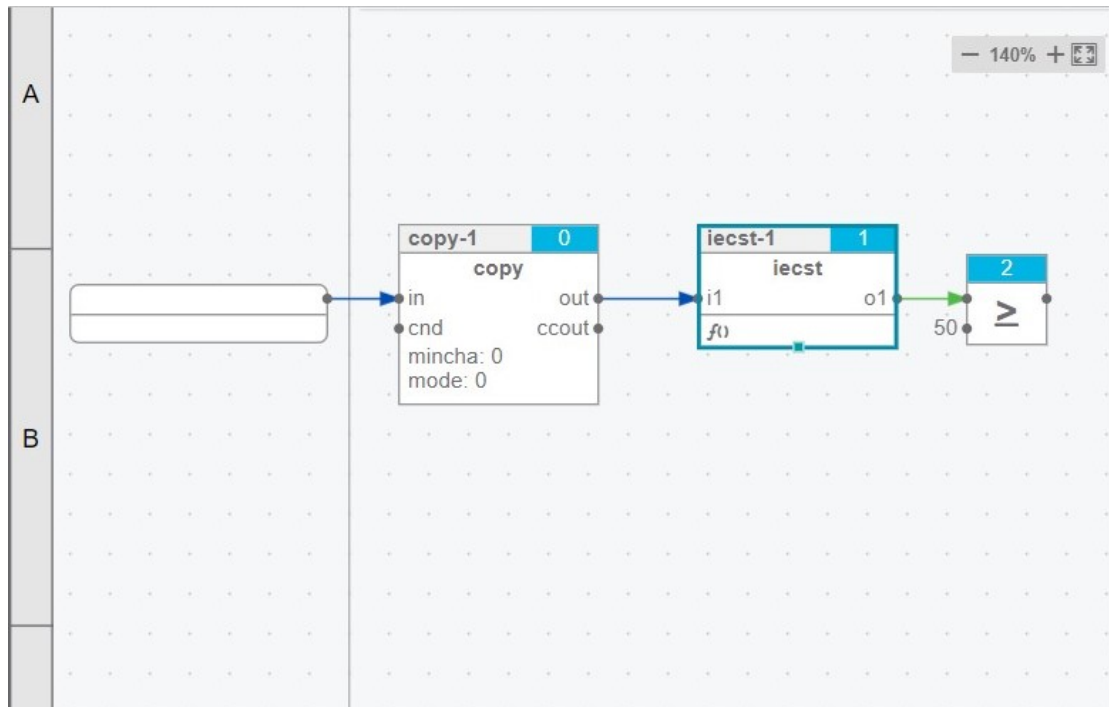 − 140% +
A
copy-1 0
copy
in out
cnd ccout
mincha: 0
mode: 0
iecst-1 1
iecst
i1 o1
f()
2
≥
50
B